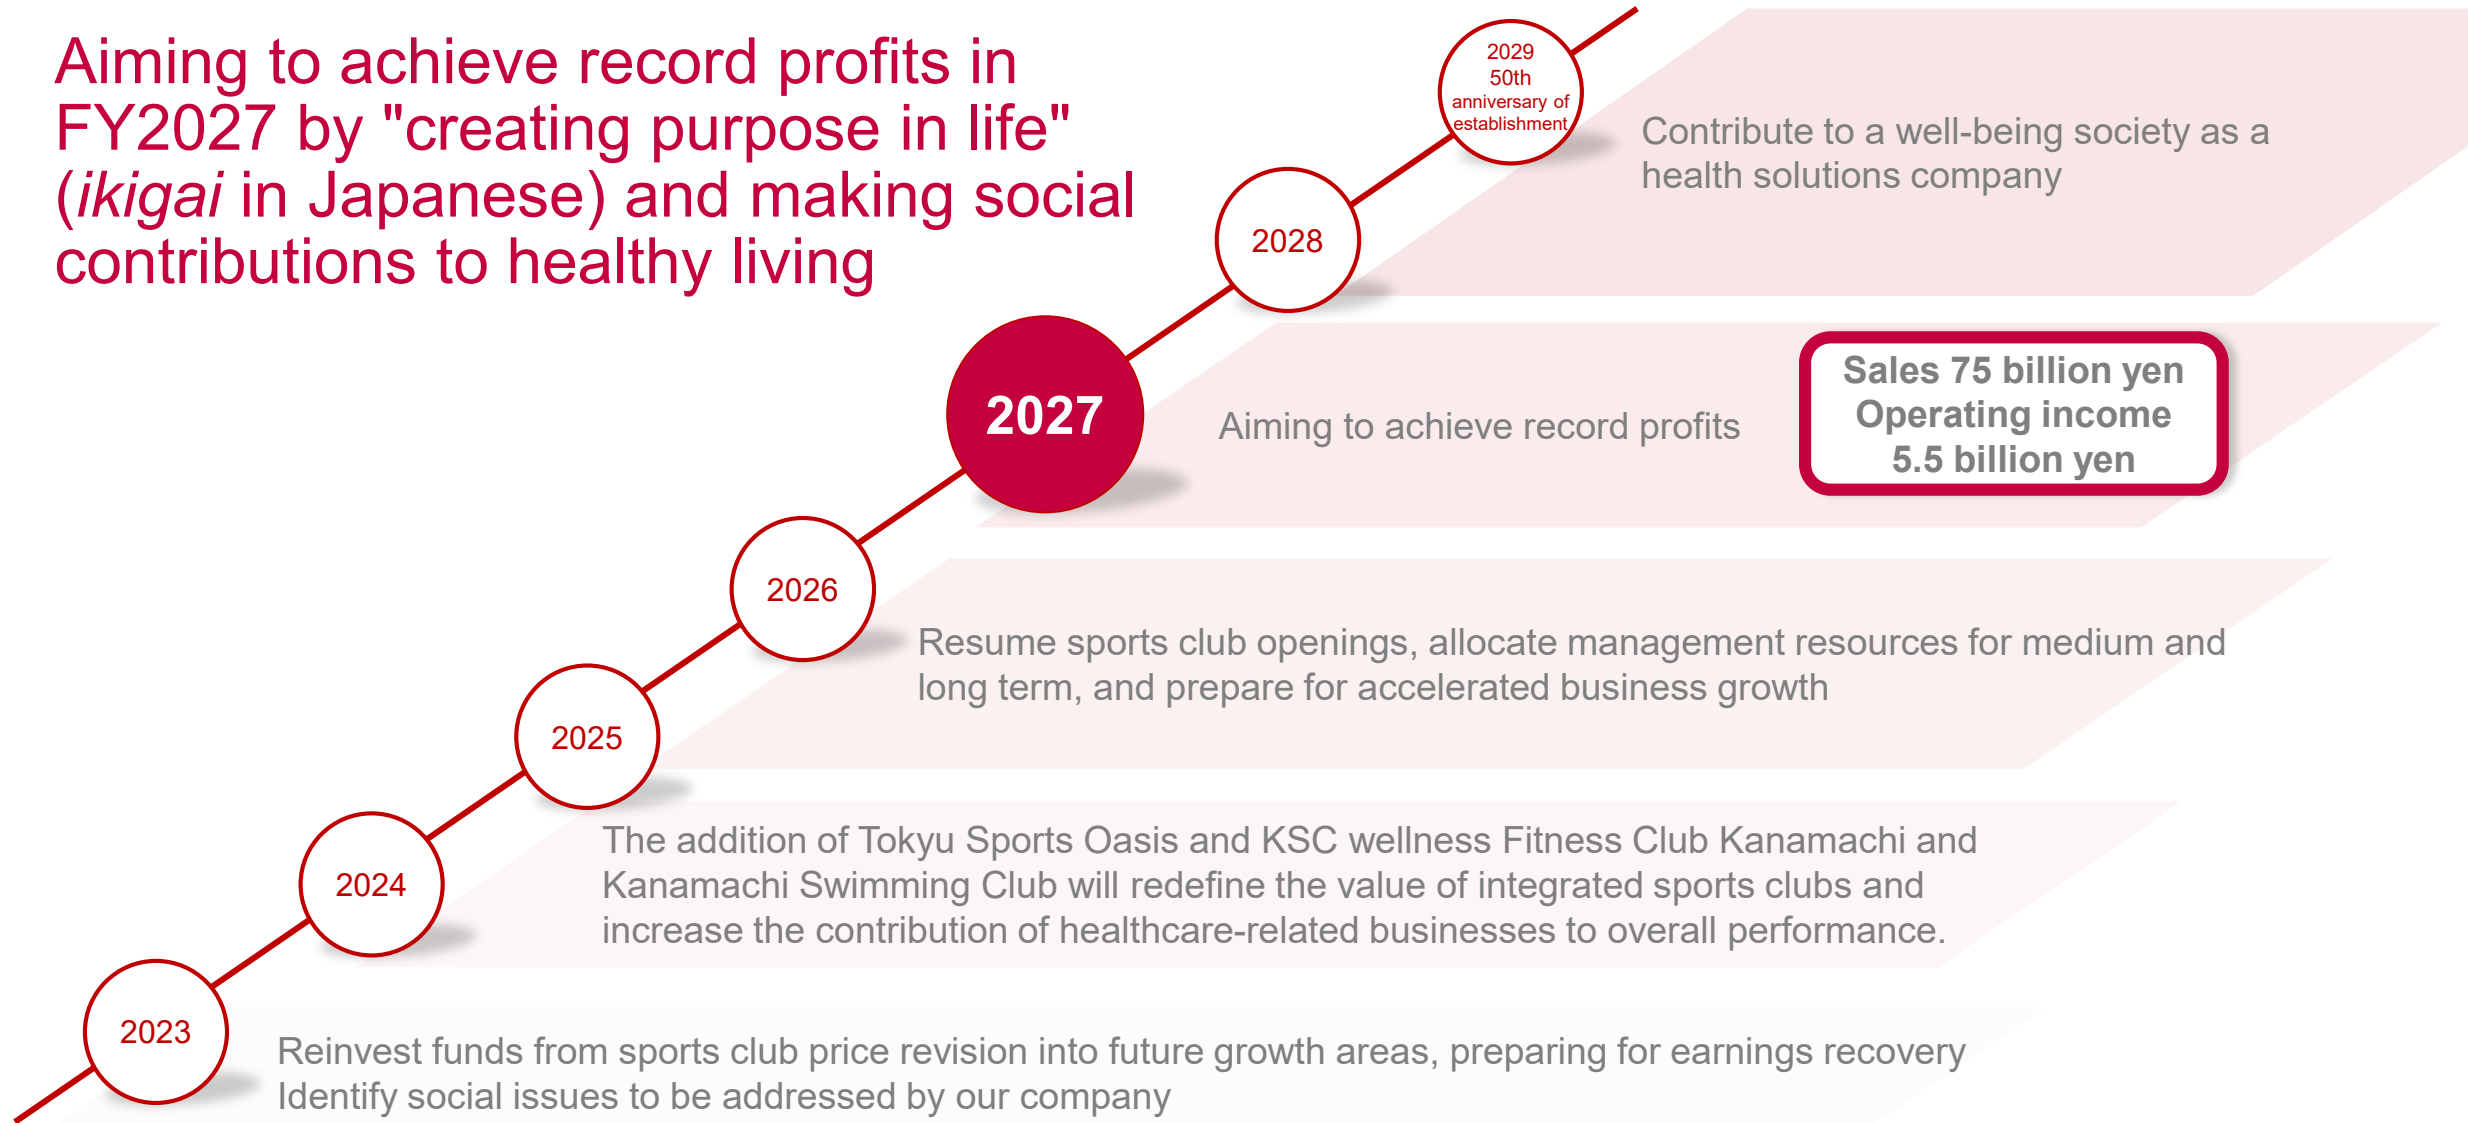 Aiming to achieve record profits in
FY2027 by "creating purpose in life"
(ikigai in Japanese) and making social
contributions to healthy living
2029
50th
anniversary of
establishment
Contribute to a well-being society as a
health solutions company
2028
2027
Aiming to achieve record profits
Sales 75 billion yen
Operating income
5.5 billion yen
2026
Resume sports club openings, allocate management resources for medium and
long term, and prepare for accelerated business growth
2025
The addition of Tokyu Sports Oasis and KSC wellness Fitness Club Kanamachi and
Kanamachi Swimming Club will redefine the value of integrated sports clubs and
increase the contribution of healthcare-related businesses to overall performance.
2024
2023
Reinvest funds from sports club price revision into future growth areas, preparing for earnings recovery
Identify social issues to be addressed by our company